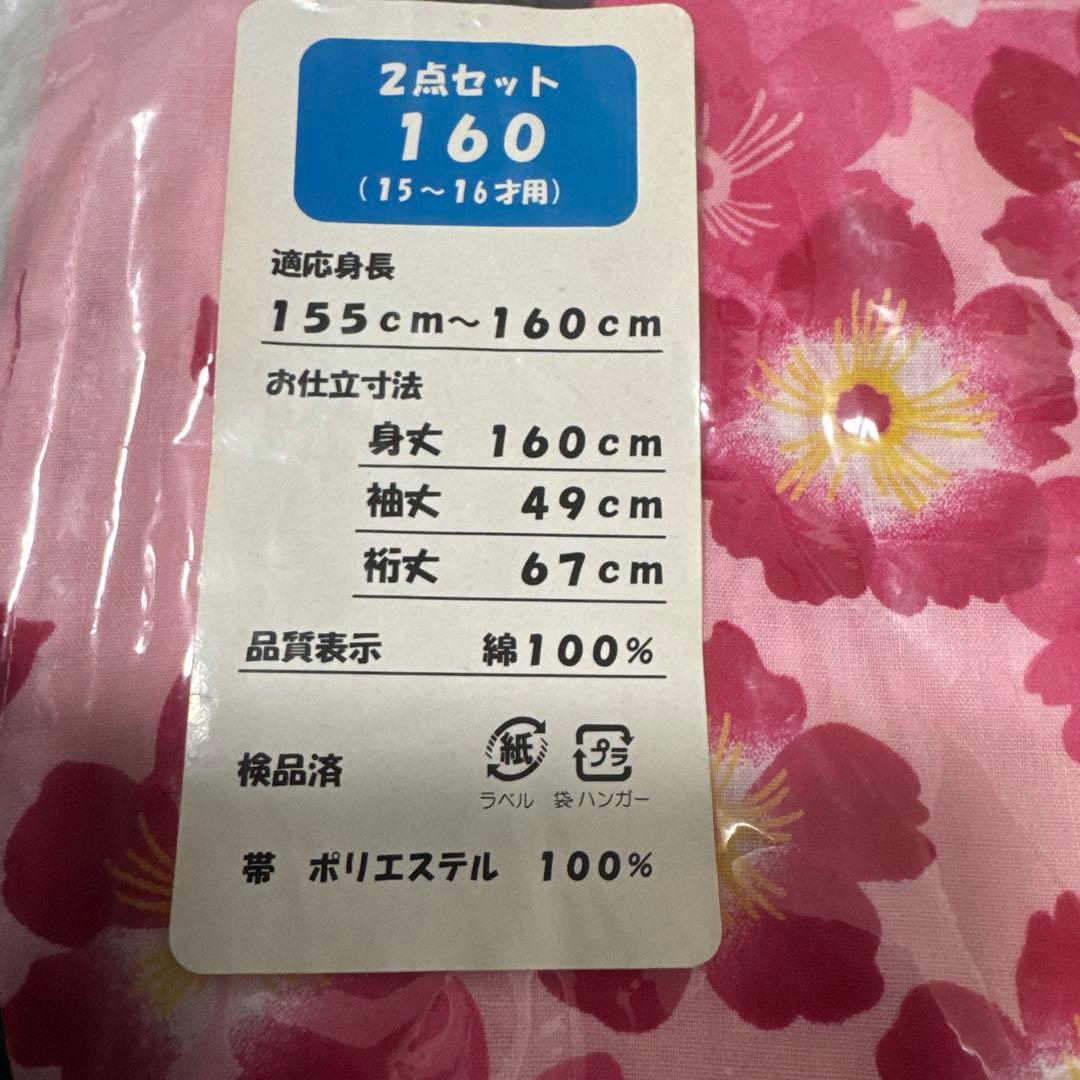 2点セット
160
(15〜16才用)
適応身長
155cm〜160cm
お仕立寸法
身丈 160cm
袖丈 49cm
裄丈 67cm
品質表示 綿100%
検品済 紙 プラ
ラベル 袋ハンガー
帯 ポリエステル 100%